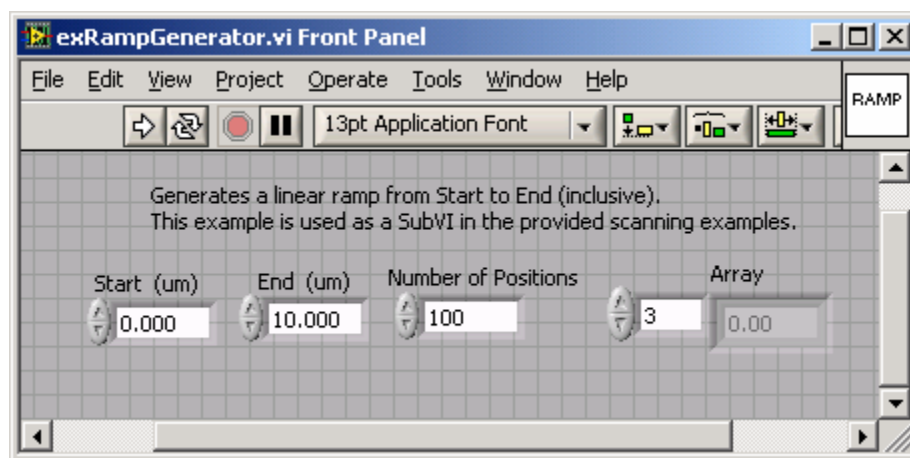 exRampGenerator.vi Front Panel
File Edit View Project Operate Tools Window Help
RAMP
13pt Application Font
Generates a linear ramp from Start to End (inclusive).
This example is used as a SubVI in the provided scanning examples.
Start (um) End (um) Number of Positions Array
0.000 10.000 100 3 0.00